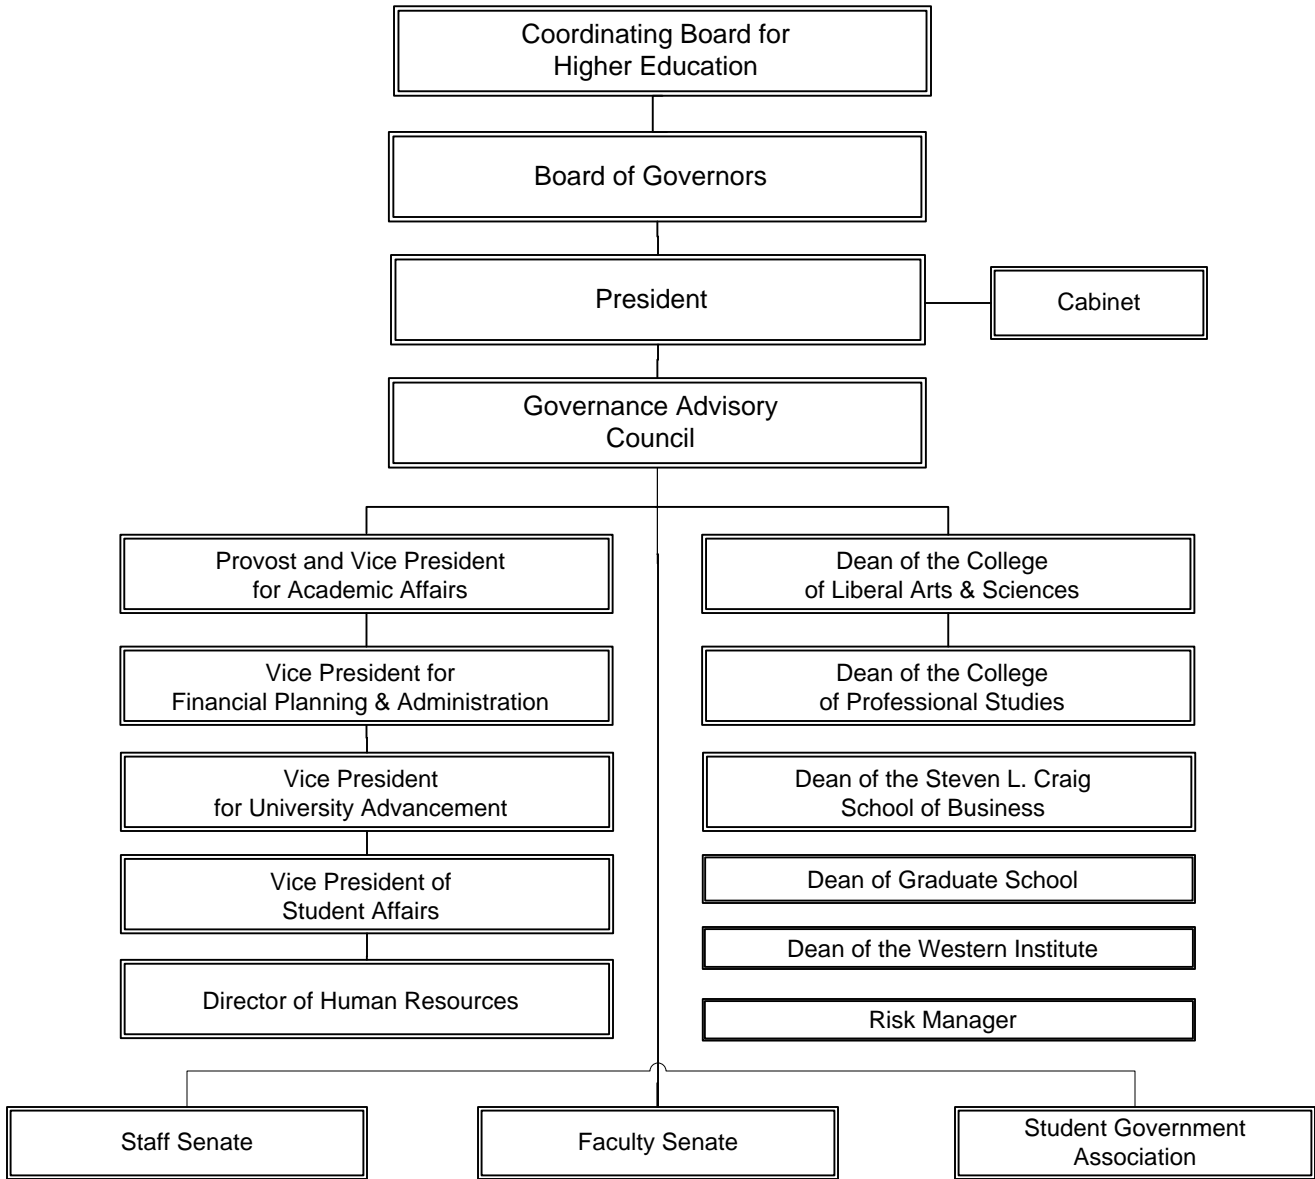 Coordinating Board for
Higher Education
Board of Governors
President
Cabinet
Governance Advisory
Council
Provost and Vice President
for Academic Affairs
Dean of the College
of Liberal Arts & Sciences
Vice President for
Financial Planning & Administration
Dean of the College
of Professional Studies
Vice President
for University Advancement
Dean of the Steven L. Craig
School of Business
Vice President of
Student Affairs
Dean of Graduate School
Dean of the Western Institute
Director of Human Resources
Risk Manager
Staff Senate
Faculty Senate
Student Government
Association